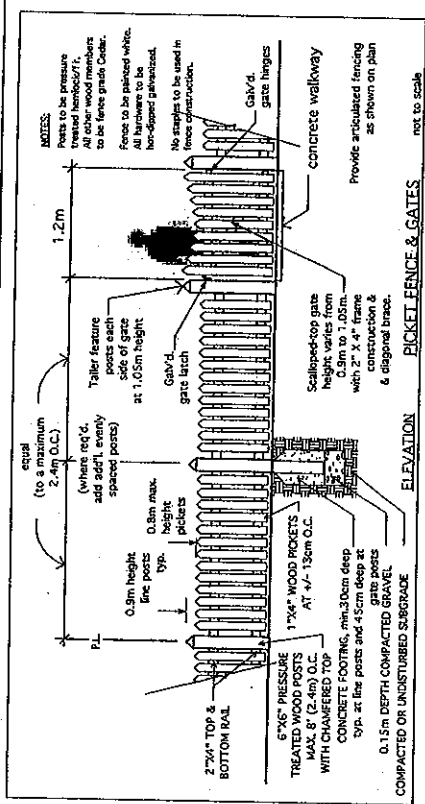 NOTES:
Posts to be pressure
treated hemlock/fir.
All other wood members
to be fence grade Cedar.
Fence to be painted white.
All hardware to be
hot-dipped galvanized.
No staples to be used in
fence construction.
equal
(to a maximum
2.4m O.C.)
1.2m
P.L.
(where req'd,
add add'l. evenly
spaced posts)
Taller feature
posts each
side of gate
at 1.05m height
0.9m height
line posts
typ.
0.8m max.
height
pickets
Galv'd.
gate latch
Galv'd.
gate hinges
2"X4" TOP &
BOTTOM RAIL
1"X4" WOOD PICKETS
AT +/- 13cm O.C.
6"X6" PRESSURE
TREATED WOOD POSTS
MAX. 8' (2.4m) O.C.
WITH CHAMFERED TOP
CONCRETE FOOTING, min.30cm deep
typ. at line posts and 45cm deep at
gate posts
0.15m DEPTH COMPACTED GRAVEL
COMPACTED OR UNDISTURBED SUBGRADE
Scalloped-top gate
height varies from
0.9m to 1.05m.
with 2" X 4" frame
construction &
& diagonal brace.
concrete walkway
Provide articulated fencing
as shown on plan
ELEVATION
PICKET FENCE & GATES
not to scale